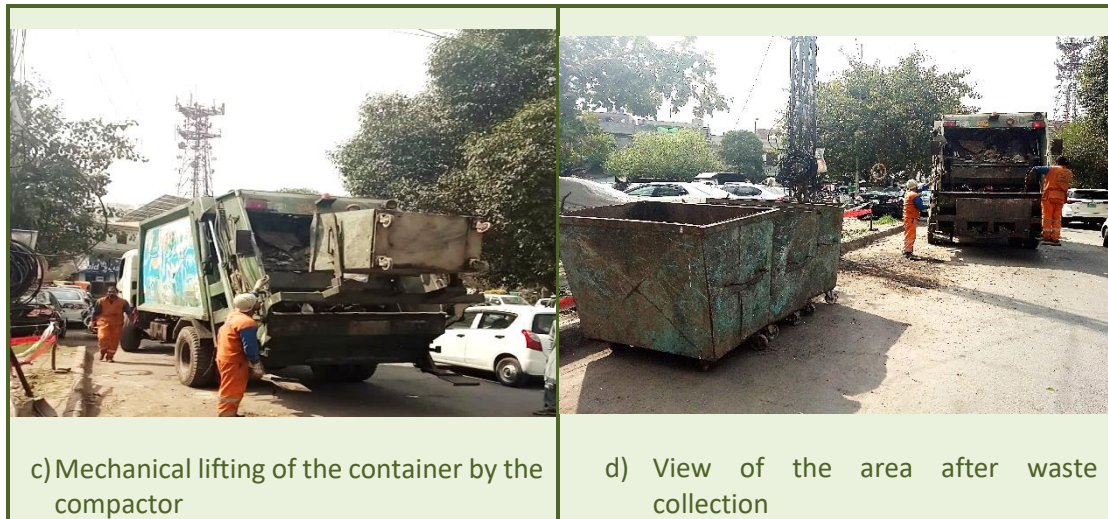 c) Mechanical lifting of the container by the
compactor
d) View of the area after waste
collection